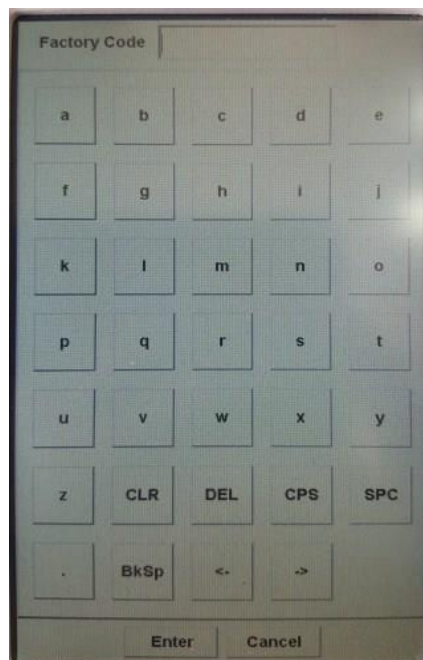 Factory Code
a b c d e
f g h i j
k l m n o
p q r s t
u v w x y
z CLR DEL CPS SPC
. BkSp <- ->
Enter Cancel